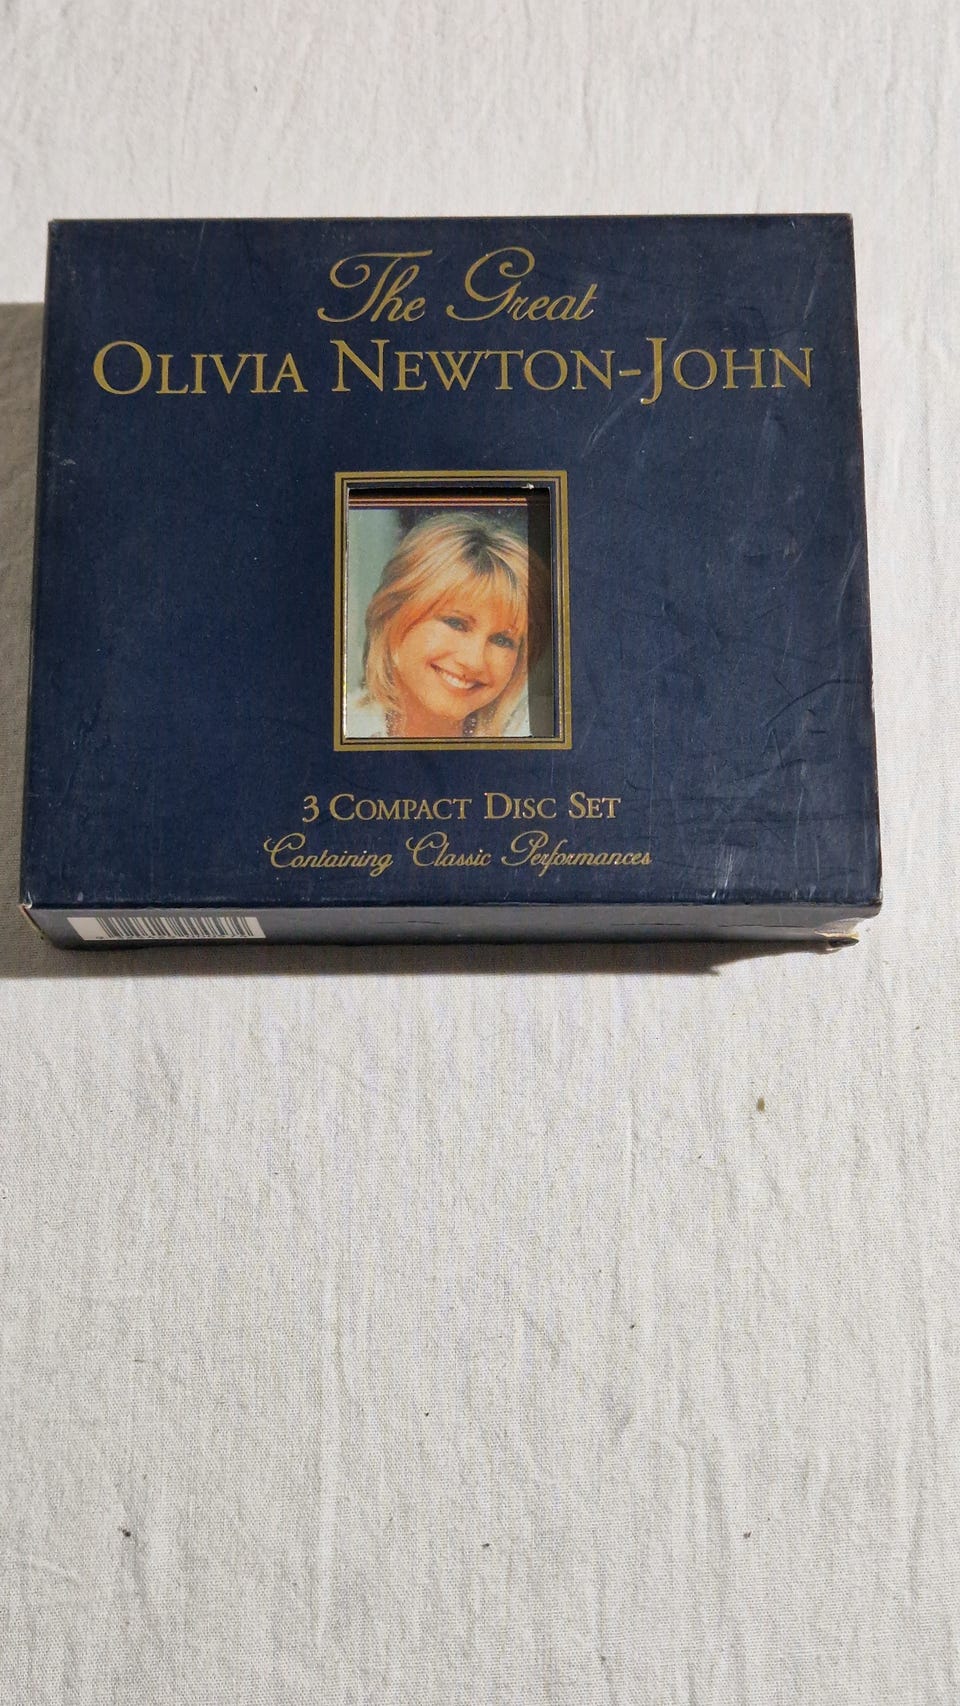 The Great
OLIVIA NEWTON-JOHN
3 COMPACT DISC SET
Containing Classic Performances